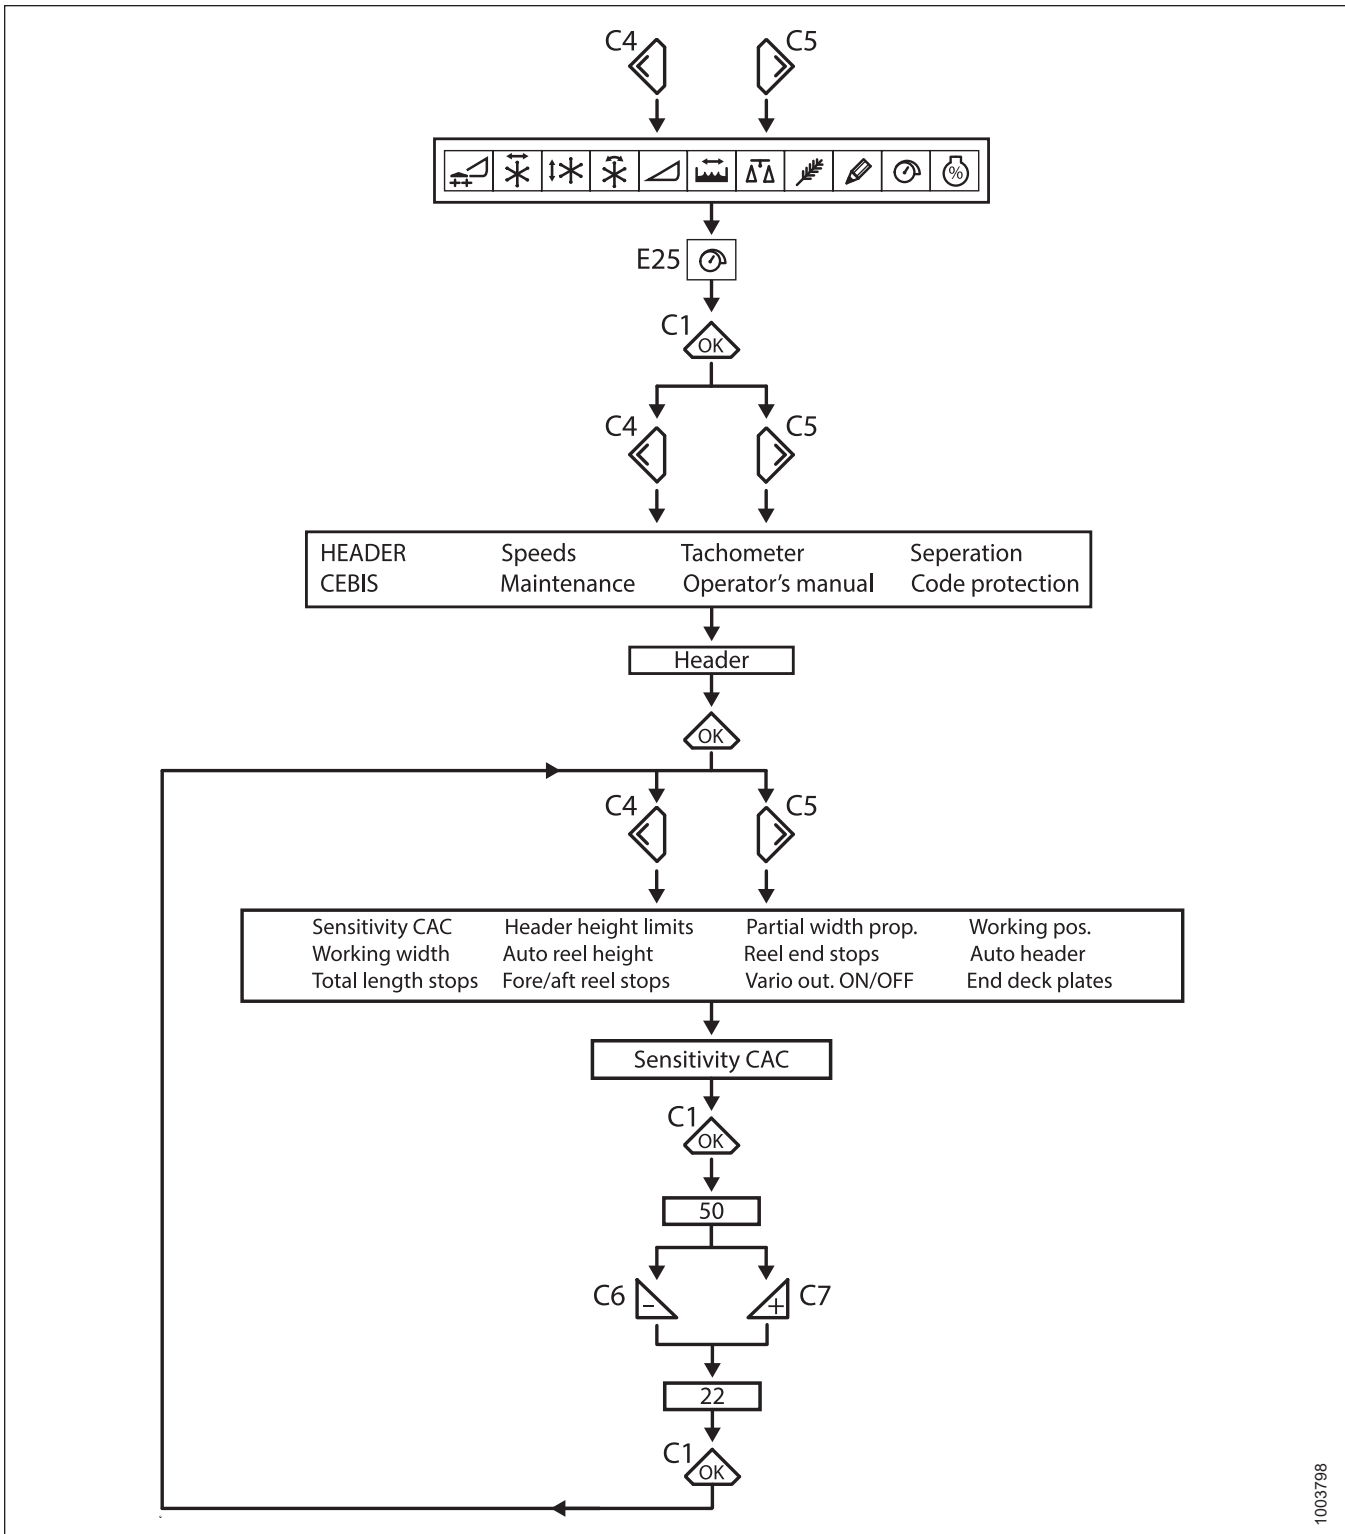 C4 C5
%
E25
C1
OK
C4 C5
HEADER Speeds Tachometer Seperation
CEBIS Maintenance Operator's manual Code protection
Header
OK
C4 C5
Sensitivity CAC Header height limits Partial width prop. Working pos.
Working width Auto reel height Reel end stops Auto header
Total length stops Fore/aft reel stops Vario out. ON/OFF End deck plates
Sensitivity CAC
C1
OK
50
C6 - + C7
22
C1
OK
1003798